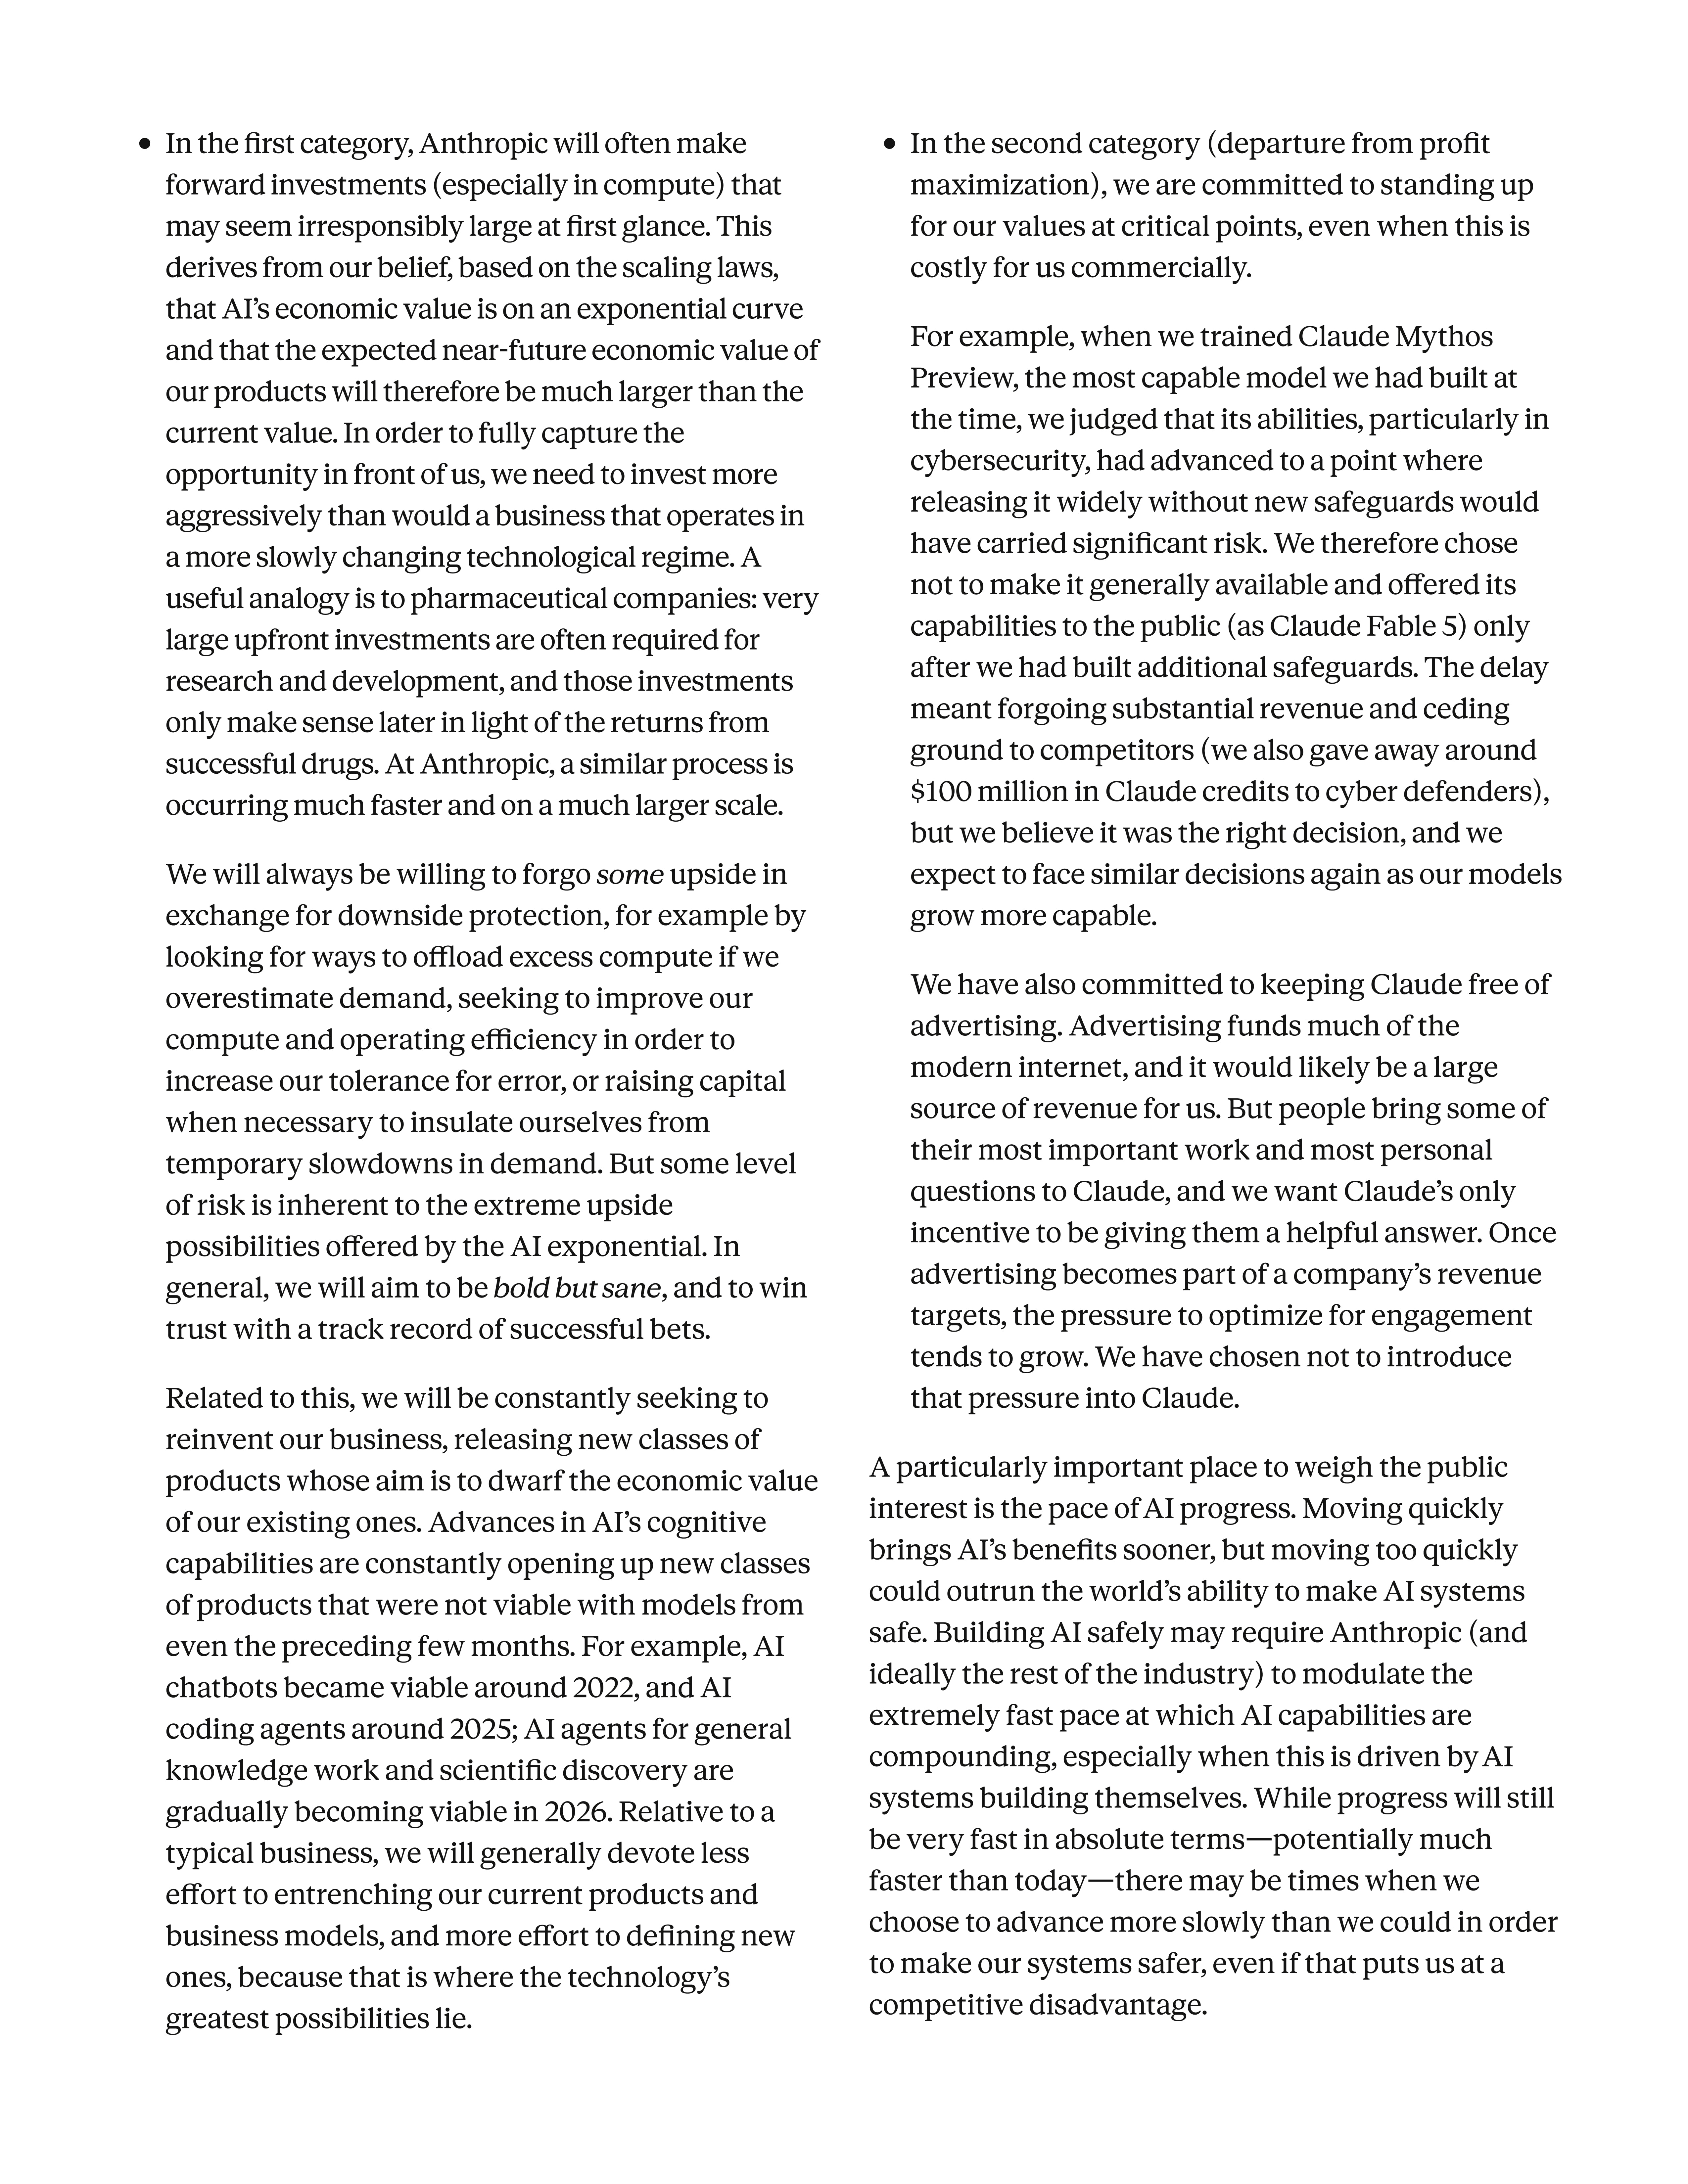 • In the first category, Anthropic will often make
forward investments (especially in compute) that
may seem irresponsibly large at first glance. This
derives from our belief, based on the scaling laws,
that AI’s economic value is on an exponential curve
and that the expected near-future economic value of
our products will therefore be much larger than the
current value. In order to fully capture the
opportunity in front of us, we need to invest more
aggressively than would a business that operates in
a more slowly changing technological regime. A
useful analogy is to pharmaceutical companies: very
large upfront investments are often required for
research and development, and those investments
only make sense later in light of the returns from
successful drugs. At Anthropic, a similar process is
occurring much faster and on a much larger scale.
We will always be willing to forgo some upside in
exchange for downside protection, for example by
looking for ways to offload excess compute if we
overestimate demand, seeking to improve our
compute and operating efficiency in order to
increase our tolerance for error, or raising capital
when necessary to insulate ourselves from
temporary slowdowns in demand. But some level
of risk is inherent to the extreme upside
possibilities offered by the AI exponential. In
general, we will aim to be bold but sane, and to win
trust with a track record of successful bets.
Related to this, we will be constantly seeking to
reinvent our business, releasing new classes of
products whose aim is to dwarf the economic value
of our existing ones. Advances in AI’s cognitive
capabilities are constantly opening up new classes
of products that were not viable with models from
even the preceding few months. For example, AI
chatbots became viable around 2022, and AI
coding agents around 2025; AI agents for general
knowledge work and scientific discovery are
gradually becoming viable in 2026. Relative to a
typical business, we will generally devote less
effort to entrenching our current products and
business models, and more effort to defining new
ones, because that is where the technology’s
greatest possibilities lie.
• In the second category (departure from profit
maximization), we are committed to standing up
for our values at critical points, even when this is
costly for us commercially.
For example, when we trained Claude Mythos
Preview, the most capable model we had built at
the time, we judged that its abilities, particularly in
cybersecurity, had advanced to a point where
releasing it widely without new safeguards would
have carried significant risk. We therefore chose
not to make it generally available and offered its
capabilities to the public (as Claude Fable 5) only
after we had built additional safeguards. The delay
meant forgoing substantial revenue and ceding
ground to competitors (we also gave away around
$100 million in Claude credits to cyber defenders),
but we believe it was the right decision, and we
expect to face similar decisions again as our models
grow more capable.
We have also committed to keeping Claude free of
advertising. Advertising funds much of the
modern internet, and it would likely be a large
source of revenue for us. But people bring some of
their most important work and most personal
questions to Claude, and we want Claude’s only
incentive to be giving them a helpful answer. Once
advertising becomes part of a company’s revenue
targets, the pressure to optimize for engagement
tends to grow. We have chosen not to introduce
that pressure into Claude.
A particularly important place to weigh the public
interest is the pace of AI progress. Moving quickly
brings AI’s benefits sooner, but moving too quickly
could outrun the world’s ability to make AI systems
safe. Building AI safely may require Anthropic (and
ideally the rest of the industry) to modulate the
extremely fast pace at which AI capabilities are
compounding, especially when this is driven by AI
systems building themselves. While progress will still
be very fast in absolute terms—potentially much
faster than today—there may be times when we
choose to advance more slowly than we could in order
to make our systems safer, even if that puts us at a
competitive disadvantage.